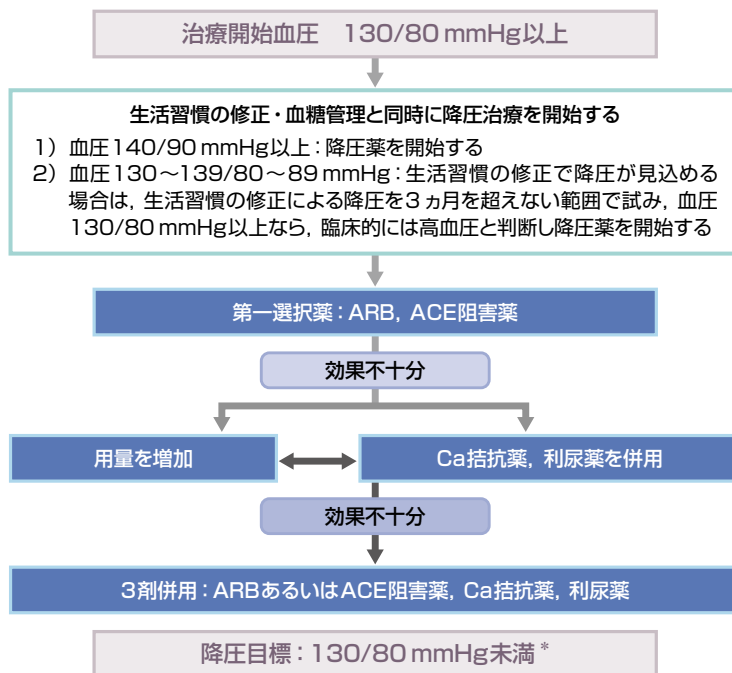 治療開始血圧　130/80 mmHg以上
生活習慣の修正・血糖管理と同時に降圧治療を開始する
1）血圧140/90 mmHg以上：降圧薬を開始する
2）血圧130～139/80～89 mmHg：生活習慣の修正で降圧が見込める
場合は，生活習慣の修正による降圧を3ヵ月を超えない範囲で試み，血圧
130/80 mmHg以上なら，臨床的には高血圧と判断し降圧薬を開始する
第一選択薬：ARB，ACE阻害薬
効果不十分
用量を増加
Ca拮抗薬，利尿薬を併用
効果不十分
3剤併用：ARBあるいはACE阻害薬，Ca拮抗薬，利尿薬
降圧目標：130/80 mmHg未満*